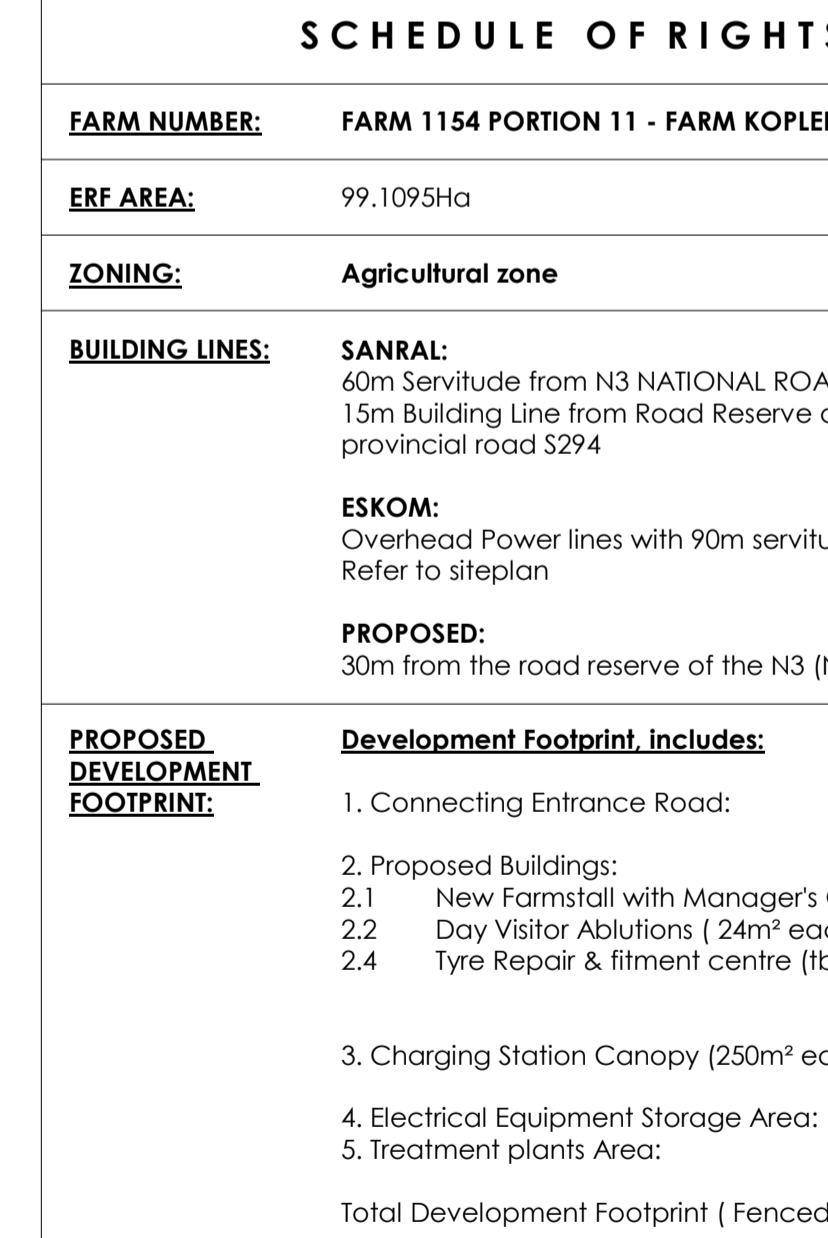 SCHEDULE OF RIGHTS
FARM NUMBER: FARM 1154 PORTION 11 - FARM
ERF AREA: 99.1095Ha
ZONING: Agricultural zone
BUILDING LINES: SANRAL:
60m Servitude from N3 NATIONAL
15m Building Line from Road Reserve
provincial road S294
ESKOM:
Overhead Power lines with 90m
Refer to siteplan
PROPOSED:
30m from the road reserve of the N3
PROPOSED Development Footprint, includes:
DEVELOPMENT
FOOTPRINT: 1. Connecting Entrance Road:
2. Proposed Buildings:
2.1 New Farmstall with Manager's
2.2 Day Visitor Ablutions ( 24m²
2.4 Tyre Repair & fitment centre
3. Charging Station Canopy (250m²
4. Electrical Equipment Storage Area:
5. Treatment plants Area:
Total Development Footprint ( Fenced